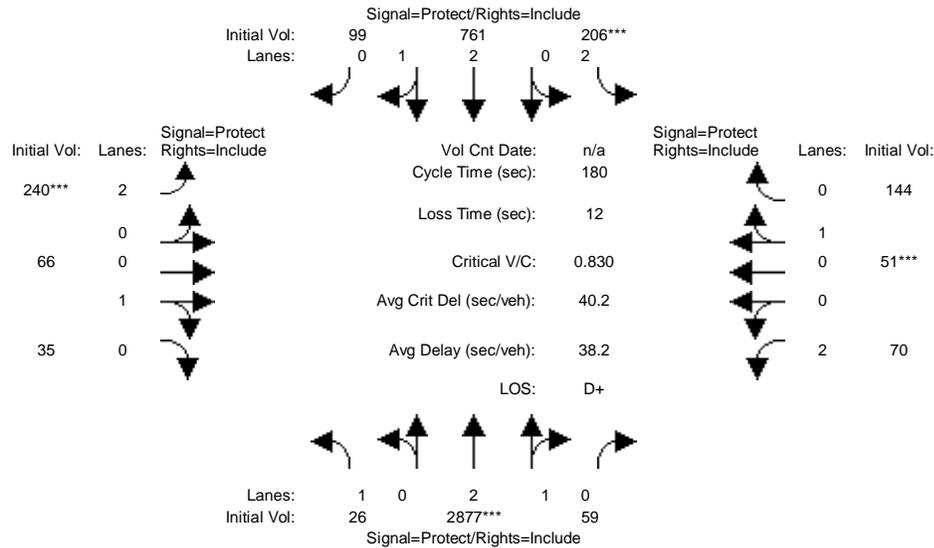 Signal=Protect/Rights=Include
Initial Vol: 99 761 206***
Lanes: 0 1 2 0 2
Signal=Protect
Initial Vol: Lanes: Rights=Include
Vol Cnt Date: n/a
Signal=Protect
Rights=Include Lanes: Initial Vol:
Cycle Time (sec): 180
240*** 2
0 144
Loss Time (sec): 12
0
1
66 0
Critical V/C: 0.830
0 51***
1
Avg Crit Del (sec/veh): 40.2
0
35 0
Avg Delay (sec/veh): 38.2
2 70
LOS: D+
Lanes: 1 0 2 1 0
Initial Vol: 26 2877*** 59
Signal=Protect/Rights=Include